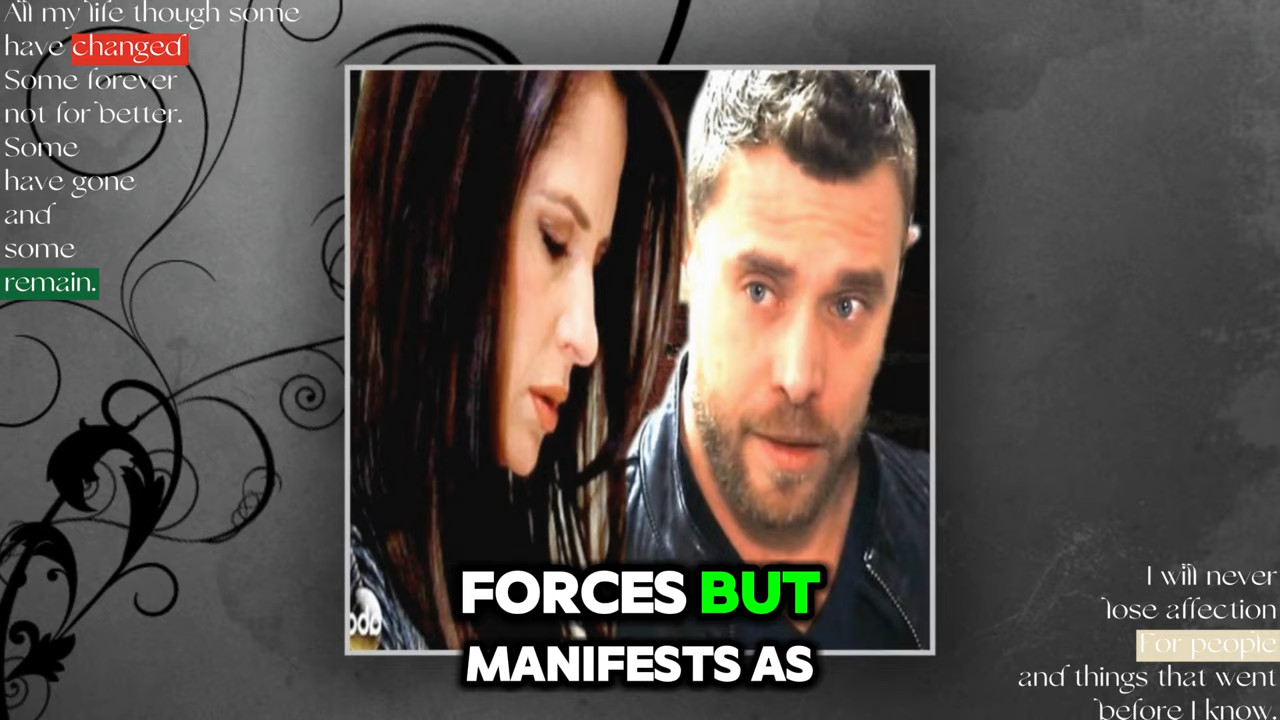 All my life though some
have changed
Some forever
not for better.
Some
have gone
and
some
remain.
abc
FORCES BUT
MANIFESTS AS
I will never
lose affection
For people
and things that went
before I know.